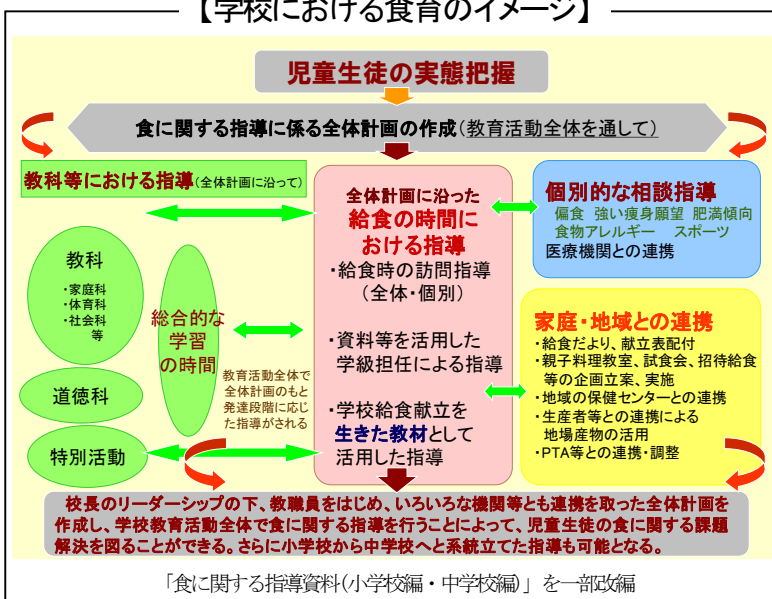 【学校における食育のイメージ】
児童生徒の実態把握
食に関する指導に係る全体計画の作成(教育活動全体を通して)
教科等における指導(全体計画に沿って)
教科
・家庭科
・体育科
・社会科
等
道徳科
特別活動
総合的な
学習
の時間
教育活動全体で
全体計画のもと
発達段階に応じ
た指導がされる
全体計画に沿った
給食の時間に
おける指導
・給食時の訪問指導
(全体・個別)
・資料等を活用した
学級担任による指導
・学校給食献立を
生きた教材として
活用した指導
個別的な相談指導
偏食 強い痩身願望 肥満傾向
食物アレルギー スポーツ
医療機関との連携
家庭・地域との連携
・給食だより、献立表配付
・親子料理教室、試食会、招待給食
等の企画立案、実施
・地域の保健センターとの連携
・生産者等との連携による
地場産物の活用
・PTA等との連携・調整
校長のリーダーシップの下、教職員をはじめ、いろいろな機関等とも連携を取った全体計画を
作成し、学校教育活動全体で食に関する指導を行うことによって、児童生徒の食に関する課題
解決を図ることができる。さらに小学校から中学校へと系統立てた指導も可能となる。
「食に関する指導資料(小学校編・中学校編)」を一部改編